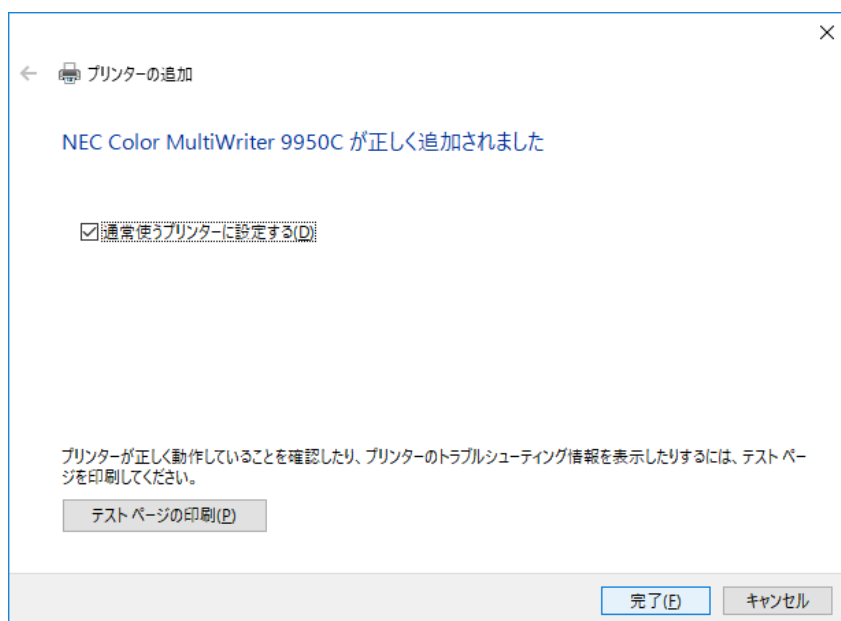 プリンターの追加
NEC Color MultiWriter 9950C が正しく追加されました
通常使うプリンターに設定する(D)
プリンターが正しく動作していることを確認したり、プリンターのトラブルシューティング情報を表示したりするには、テスト ペー
ジを印刷してください。
テスト ページの印刷(P)
完了(F)
キャンセル